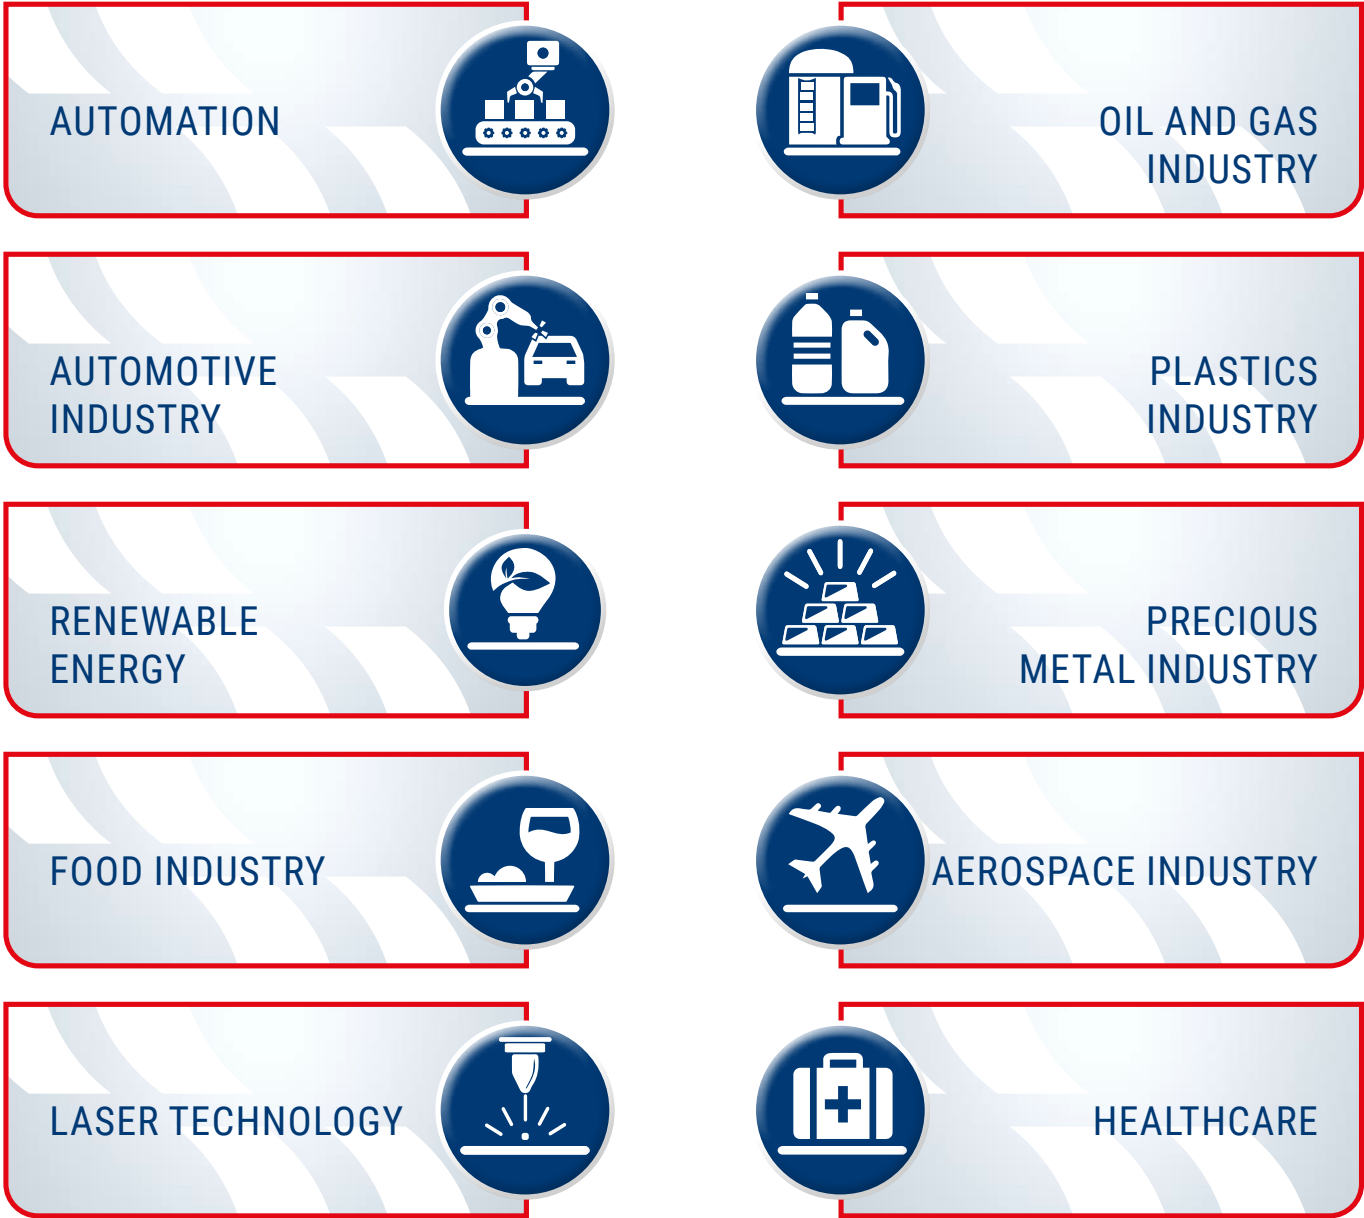 AUTOMATION
OIL AND GAS
INDUSTRY
AUTOMOTIVE
INDUSTRY
PLASTICS
INDUSTRY
RENEWABLE
ENERGY
PRECIOUS
METAL INDUSTRY
FOOD INDUSTRY
AEROSPACE INDUSTRY
LASER TECHNOLOGY
HEALTHCARE